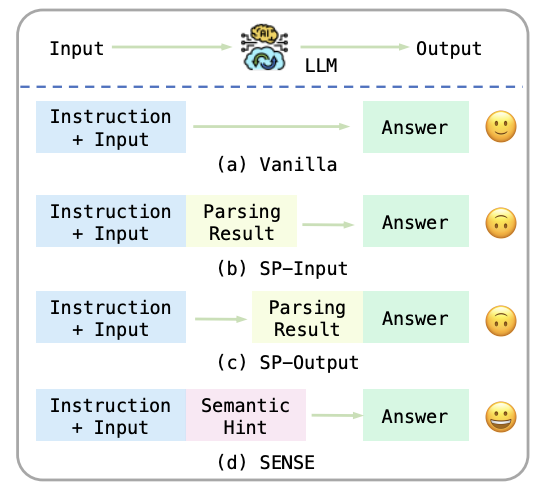 Input
LLM
Output
Instruction
+ Input
Answer
(a) Vanilla
Instruction
+ Input
Parsing
Result
Answer
(b) SP-Input
Instruction
+ Input
Parsing
Result
Answer
(c) SP-Output
Instruction
+ Input
Semantic
Hint
Answer
(d) SENSE